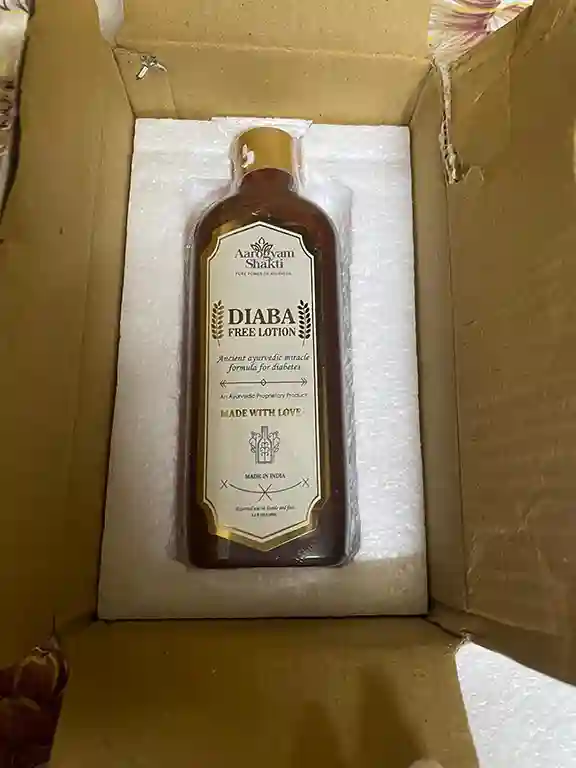 Aarogyam
Shakti
PURE POWER OF AYURVEDA
DIABA
FREE LOTION
Ancient ayurvedic miracle
formula for diabetes
An Ayurvedic Proprietary Product
MADE WITH LOVE
MADE IN INDIA